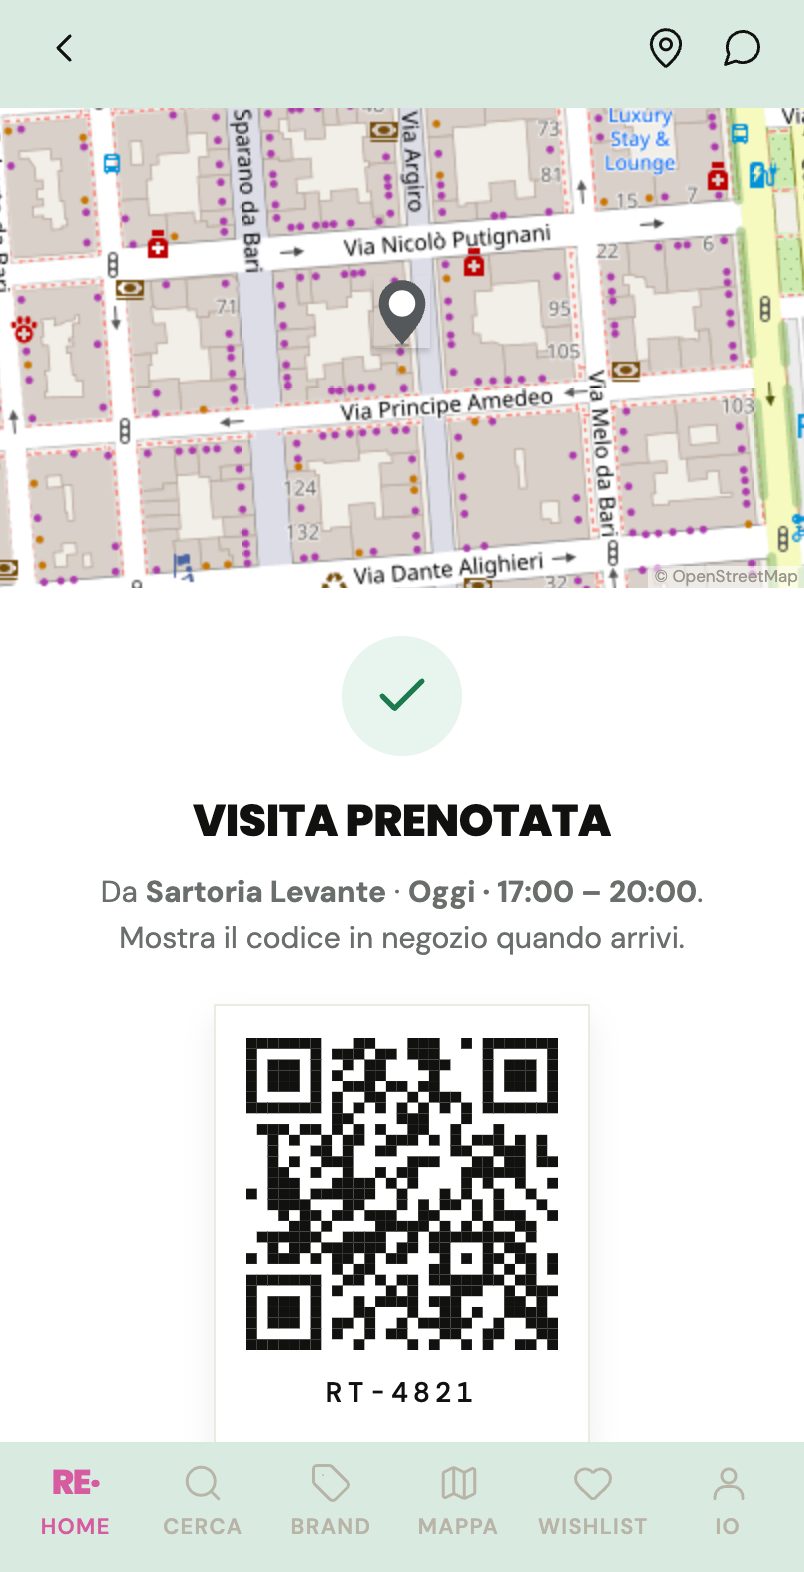 Sparano da Bari
Via Argiro
73
81
Luxury
Stay &
Lounge
15
7
Via Nicolò Putignani
22
6
71
95
105
Via Principe Amedeo
Via Melo da Bari
103
124
132
Via Dante Alighieri
32
© OpenStreetMap
VISITA PRENOTATA
Da Sartoria Levante · Oggi · 17:00 – 20:00.
Mostra il codice in negozio quando arrivi.
RT-4821
RE•
HOME
CERCA
BRAND
MAPPA
WISHLIST
IO